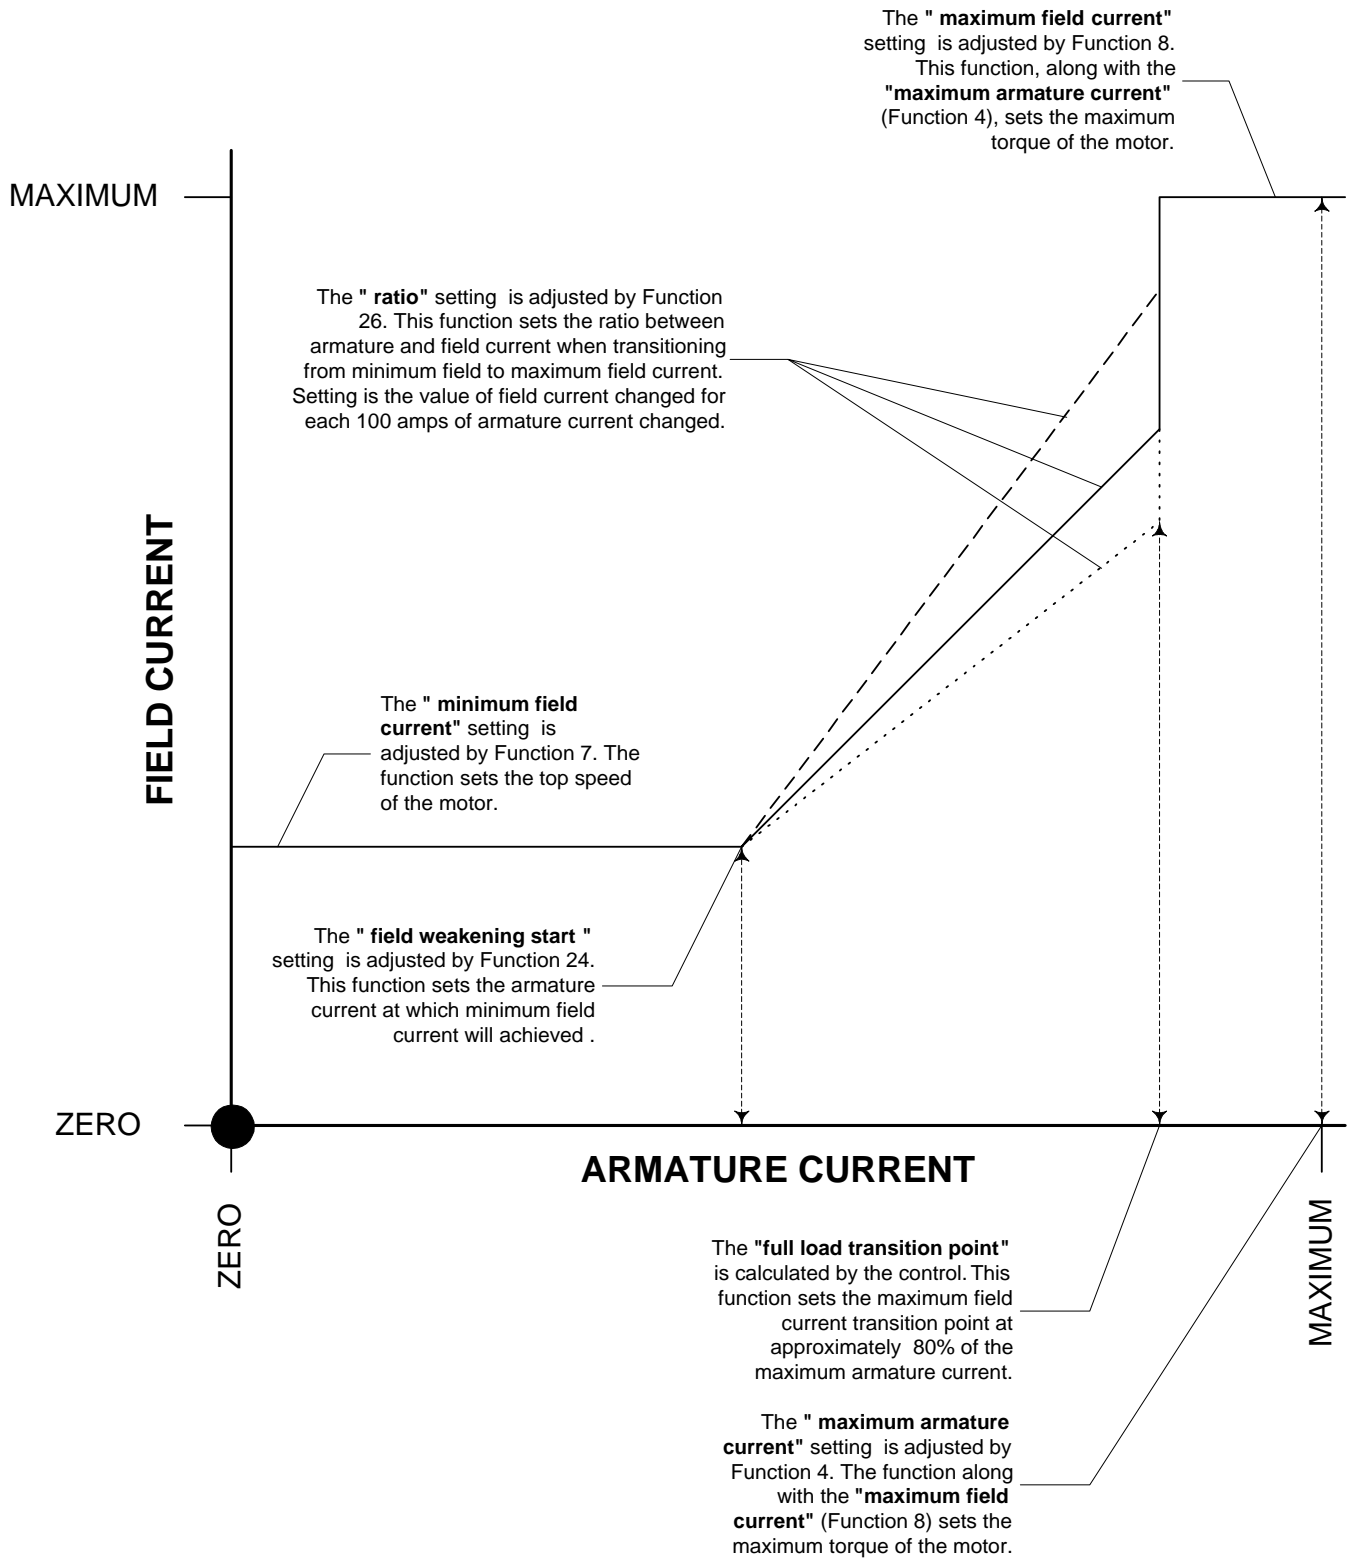 The " maximum field current"
setting  is adjusted by Function 8.
This function, along with the
"maximum armature current"
(Function 4), sets the maximum
torque of the motor.
MAXIMUM
The " ratio" setting  is adjusted by Function
26. This function sets the ratio between
armature and field current when transitioning
from minimum field to maximum field current.
Setting is the value of field current changed for
each 100 amps of armature current changed.
FIELD CURRENT
The " minimum field
current" setting  is
adjusted by Function 7. The
function sets the top speed
of the motor.
The " field weakening start "
setting  is adjusted by Function 24.
This function sets the armature
current at which minimum field
current will achieved .
ZERO
ARMATURE CURRENT
ZERO
MAXIMUM
The "full load transition point"
is calculated by the control. This
function sets the maximum field
current transition point at
approximately  80% of the
maximum armature current.
The " maximum armature
current" setting  is adjusted by
Function 4. The function along
with the "maximum field
current" (Function 8) sets the
maximum torque of the motor.